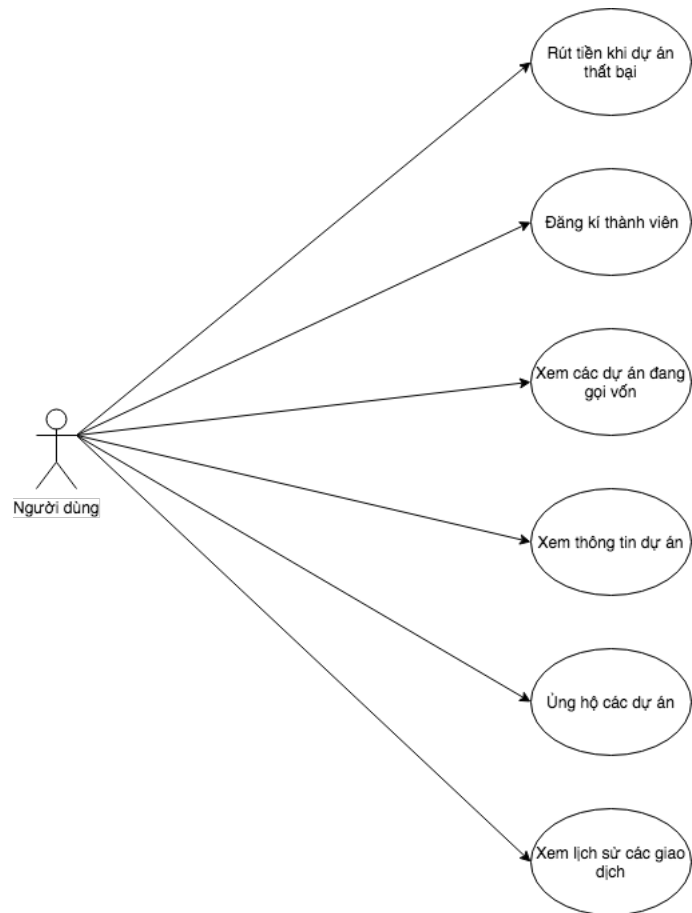 Rút tiền khi dự án
thất bại
Đăng kí thành viên
Xem các dự án đang
gọi vốn
Người dùng
Xem thông tin dự án
Ủng hộ các dự án
Xem lịch sử các giao
dịch